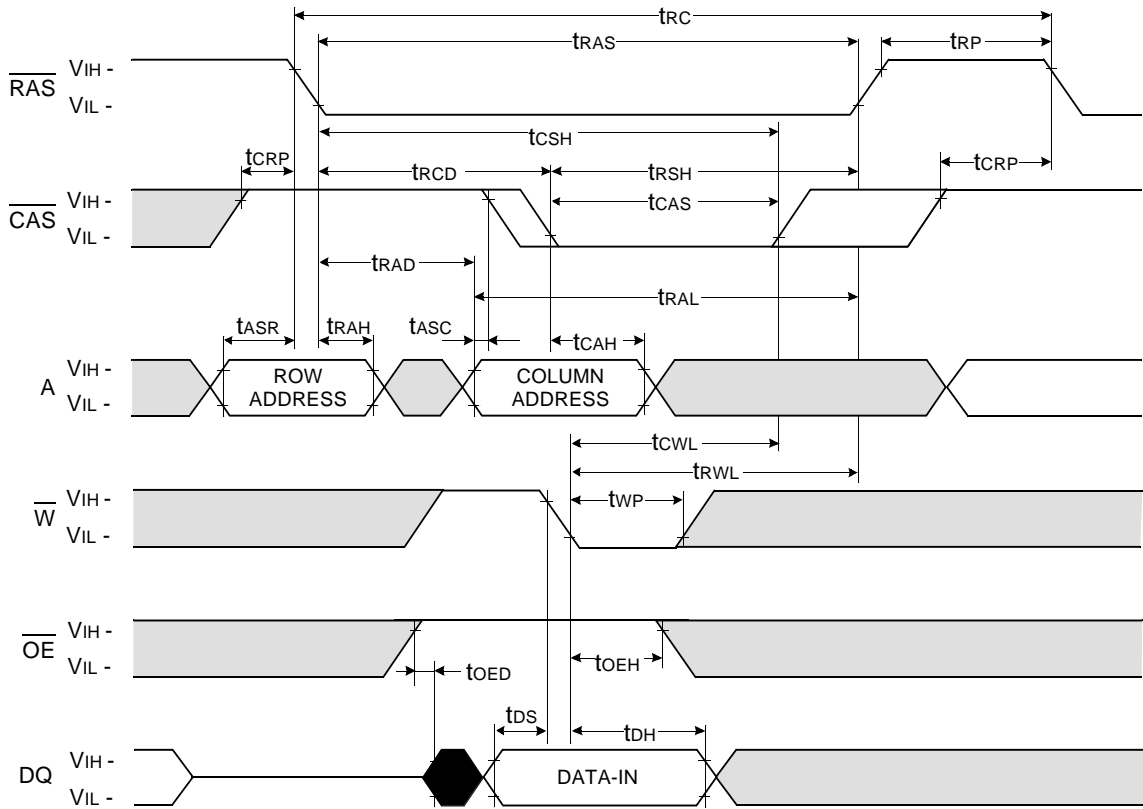 tRC
tRAS
tRP
RAS
VIH -
VIL -
tCSH
tCRP
tRCD
tRSH
tCRP
CAS
VIH -
VIL -
tCAS
tRAD
tRAL
tASR
tRAH
tASC
tCAH
A
VIH -
VIL -
ROW
ADDRESS
COLUMN
ADDRESS
tCWL
tRWL
W
VIH -
VIL -
tWP
OE
VIH -
VIL -
tOED
tOEH
tDS
tDH
DQ
VIH -
VIL -
DATA-IN